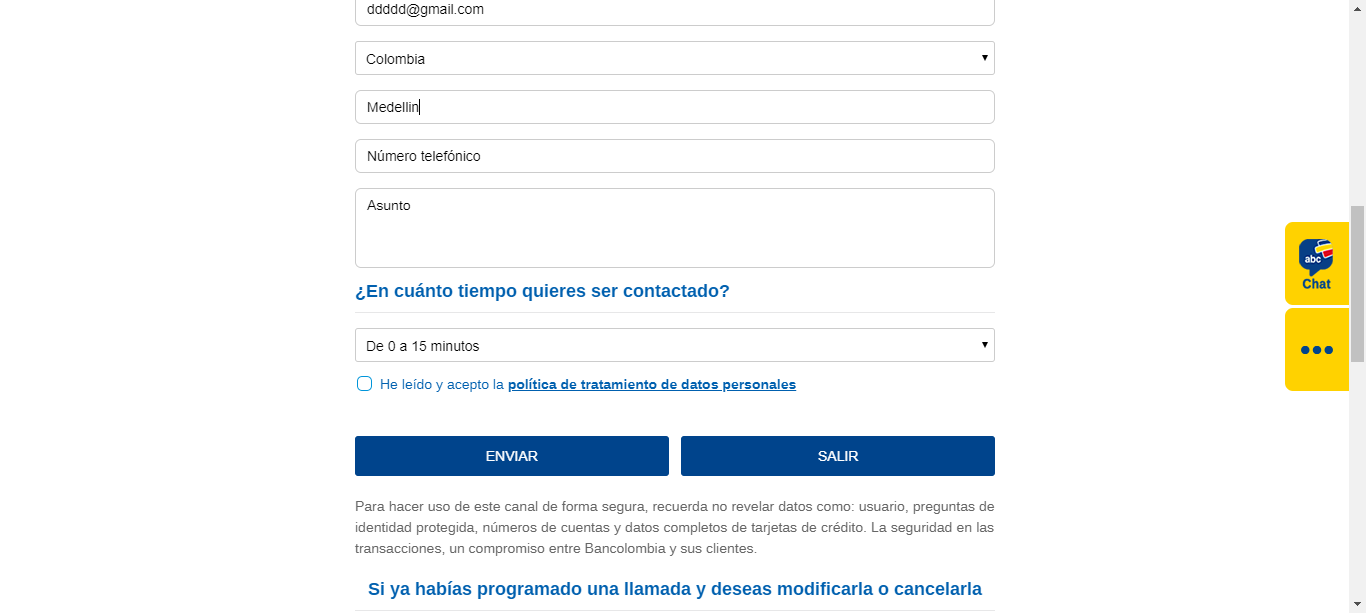 ddddd@gmail.com
Colombia
Medellin
Número telefónico
Asunto
¿En cuánto tiempo quieres ser contactado?
De 0 a 15 minutos
He leído y acepto la política de tratamiento de datos personales
ENVIAR
SALIR
Para hacer uso de este canal de forma segura, recuerda no revelar datos como: usuario, preguntas de
identidad protegida, números de cuentas y datos completos de tarjetas de crédito. La seguridad en las
transacciones, un compromiso entre Bancolombia y sus clientes.
Si ya habías programado una llamada y deseas modificarla o cancelarla
abc
Chat